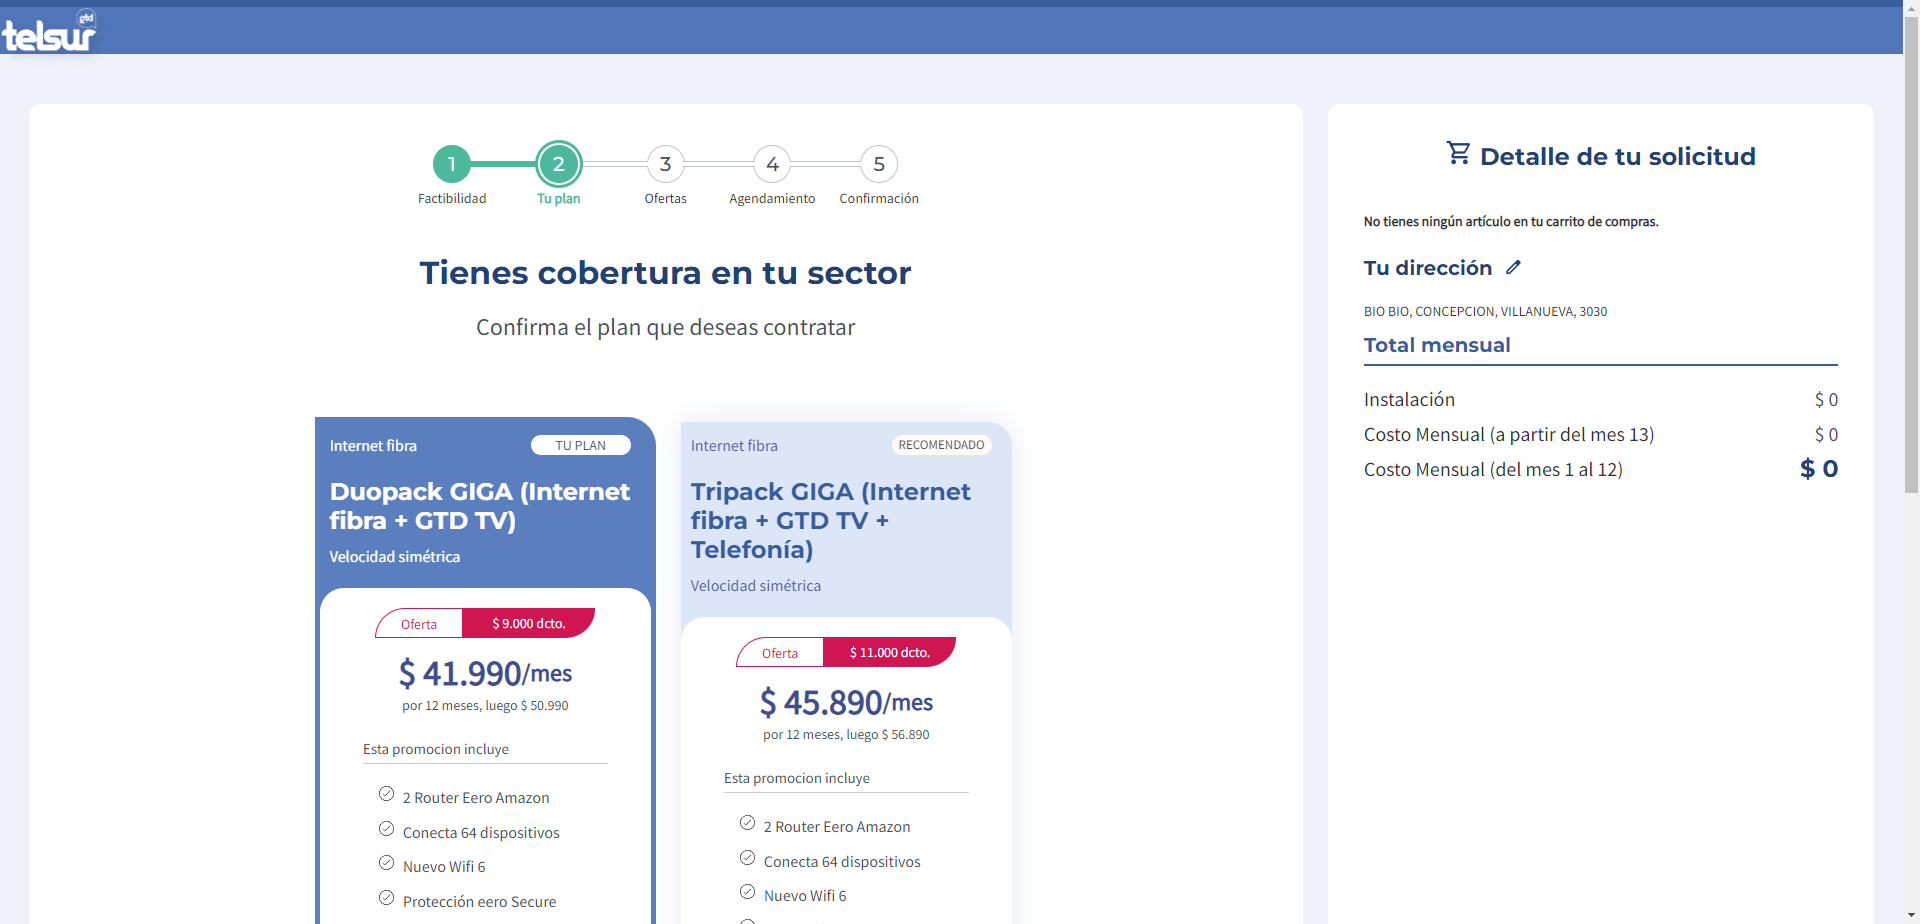 gtd
telsur
1
2
3
4
5
Factibilidad
Tu plan
Ofertas
Agendamiento
Confirmación
Tienes cobertura en tu sector
Confirma el plan que deseas contratar
Internet fibra
TU PLAN
Duopack GIGA (Internet
fibra + GTD TV)
Velocidad simétrica
Oferta
$ 9.000 dcto.
$ 41.990/mes
por 12 meses, luego $ 50.990
Esta promocion incluye
2 Router Eero Amazon
Conecta 64 dispositivos
Nuevo Wifi 6
Protección eero Secure
Internet fibra
RECOMENDADO
Tripack GIGA (Internet
fibra + GTD TV +
Telefonía)
Velocidad simétrica
Oferta
$ 11.000 dcto.
$ 45.890/mes
por 12 meses, luego $ 56.890
Esta promocion incluye
2 Router Eero Amazon
Conecta 64 dispositivos
Nuevo Wifi 6
Detalle de tu solicitud
No tienes ningún artículo en tu carrito de compras.
Tu dirección
BIO BIO, CONCEPCION, VILLANUEVA, 3030
Total mensual
Instalación $ 0
Costo Mensual (a partir del mes 13) $ 0
Costo Mensual (del mes 1 al 12) $ 0